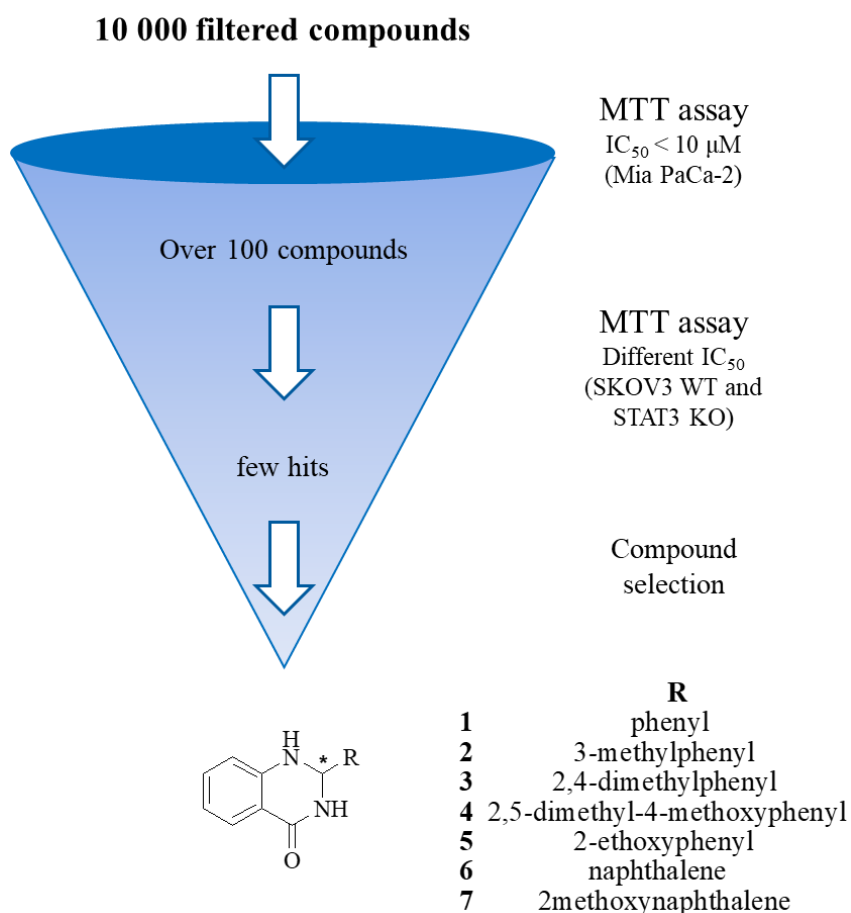 10 000 filtered compounds
MTT assay
IC₅₀ < 10 μM
(Mia PaCa-2)
Over 100 compounds
MTT assay
Different IC₅₀
(SKOV3 WT and
STAT3 KO)
few hits
Compound
selection
H
N
*
R
NH
O
R
1 phenyl
2 3-methylphenyl
3 2,4-dimethylphenyl
4 2,5-dimethyl-4-methoxyphenyl
5 2-ethoxyphenyl
6 naphthalene
7 2methoxynaphthalene